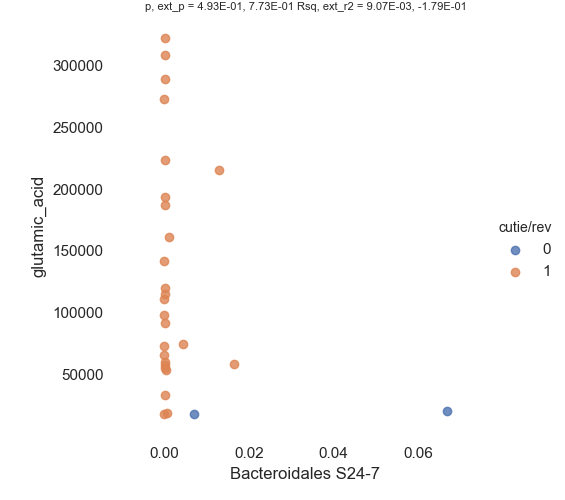 p, ext_p = 4.93E-01, 7.73E-01 Rsq, ext_r2 = 9.07E-03, -1.79E-01
300000
250000
200000
150000
100000
50000
glutamic_acid
0.00 0.02 0.04 0.06
Bacteroidales S24-7
cutie/rev
0
1